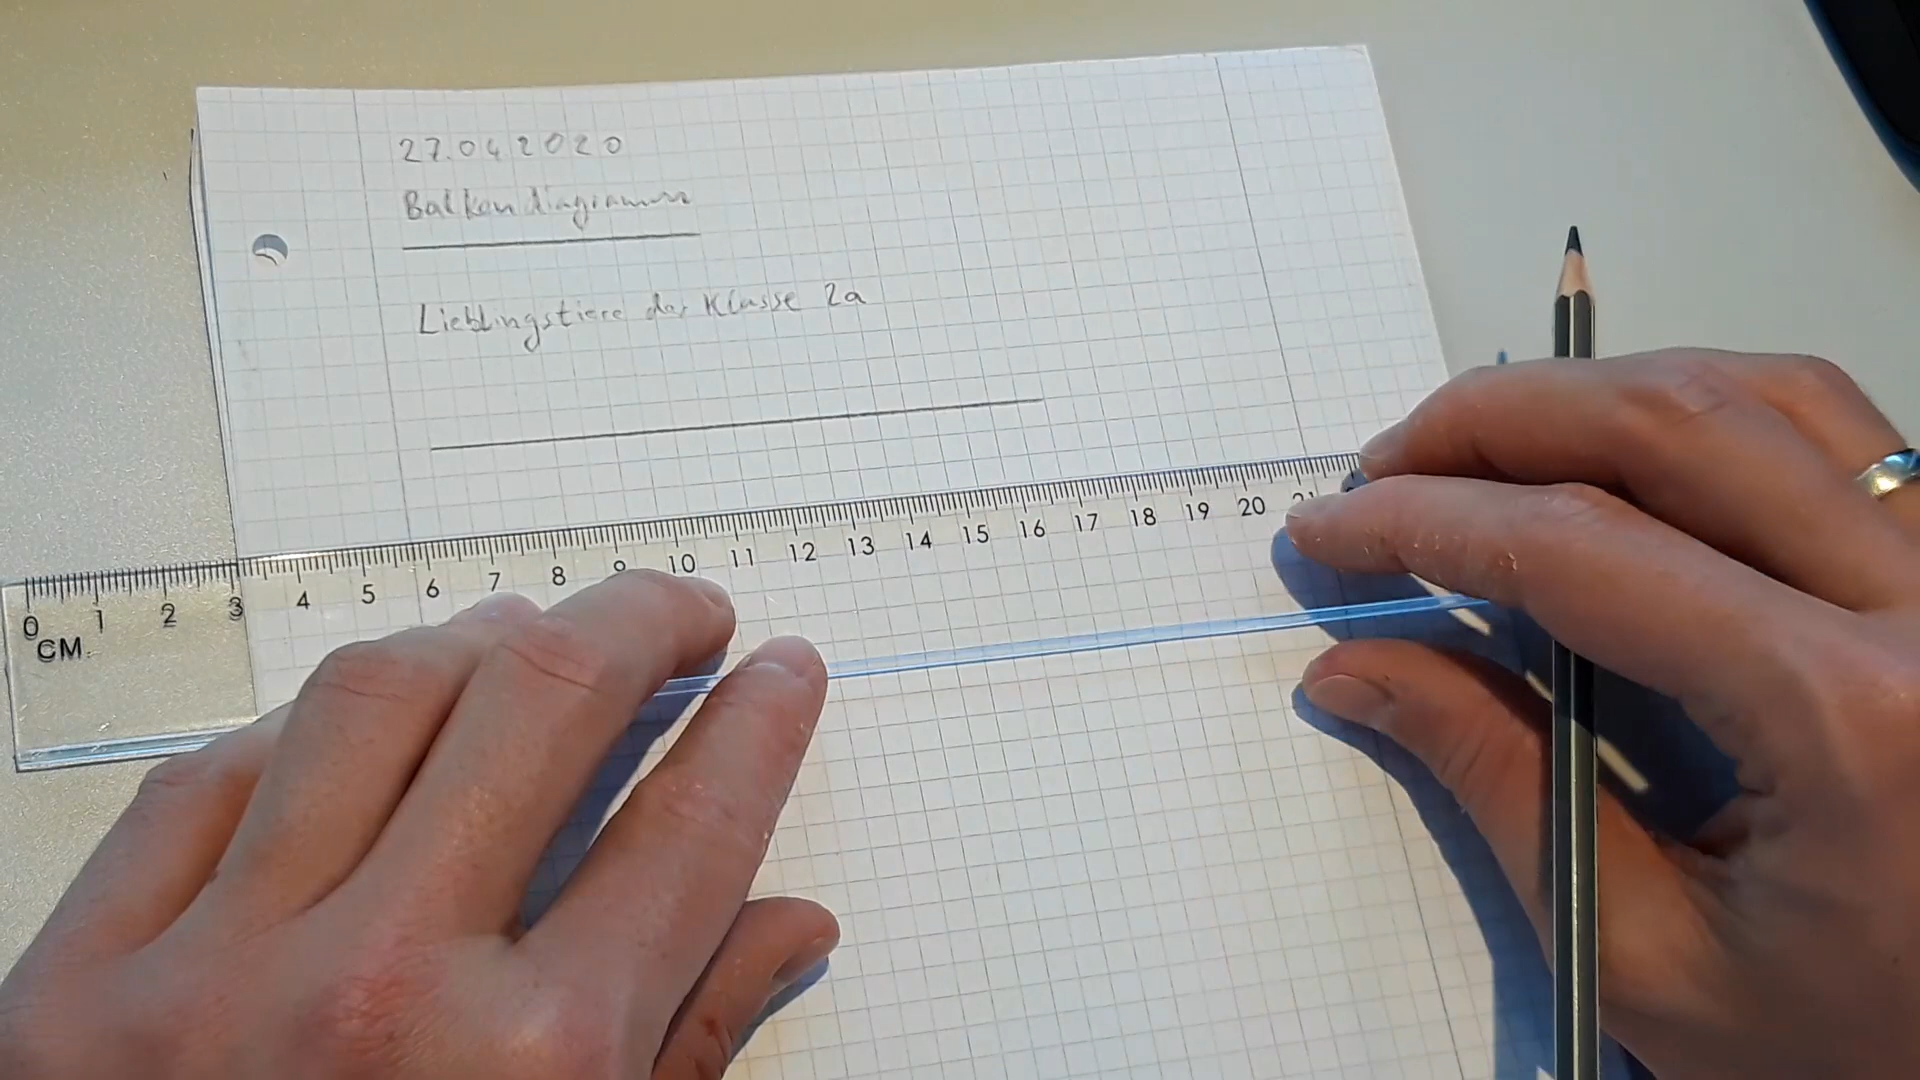 27.04.2020
Balkendiagramm
Lieblingstiere der Klasse 2a
0 1 2 3 4 5 6 7 8 9 10 11 12 13 14 15 16 17 18 19 20 21
CM